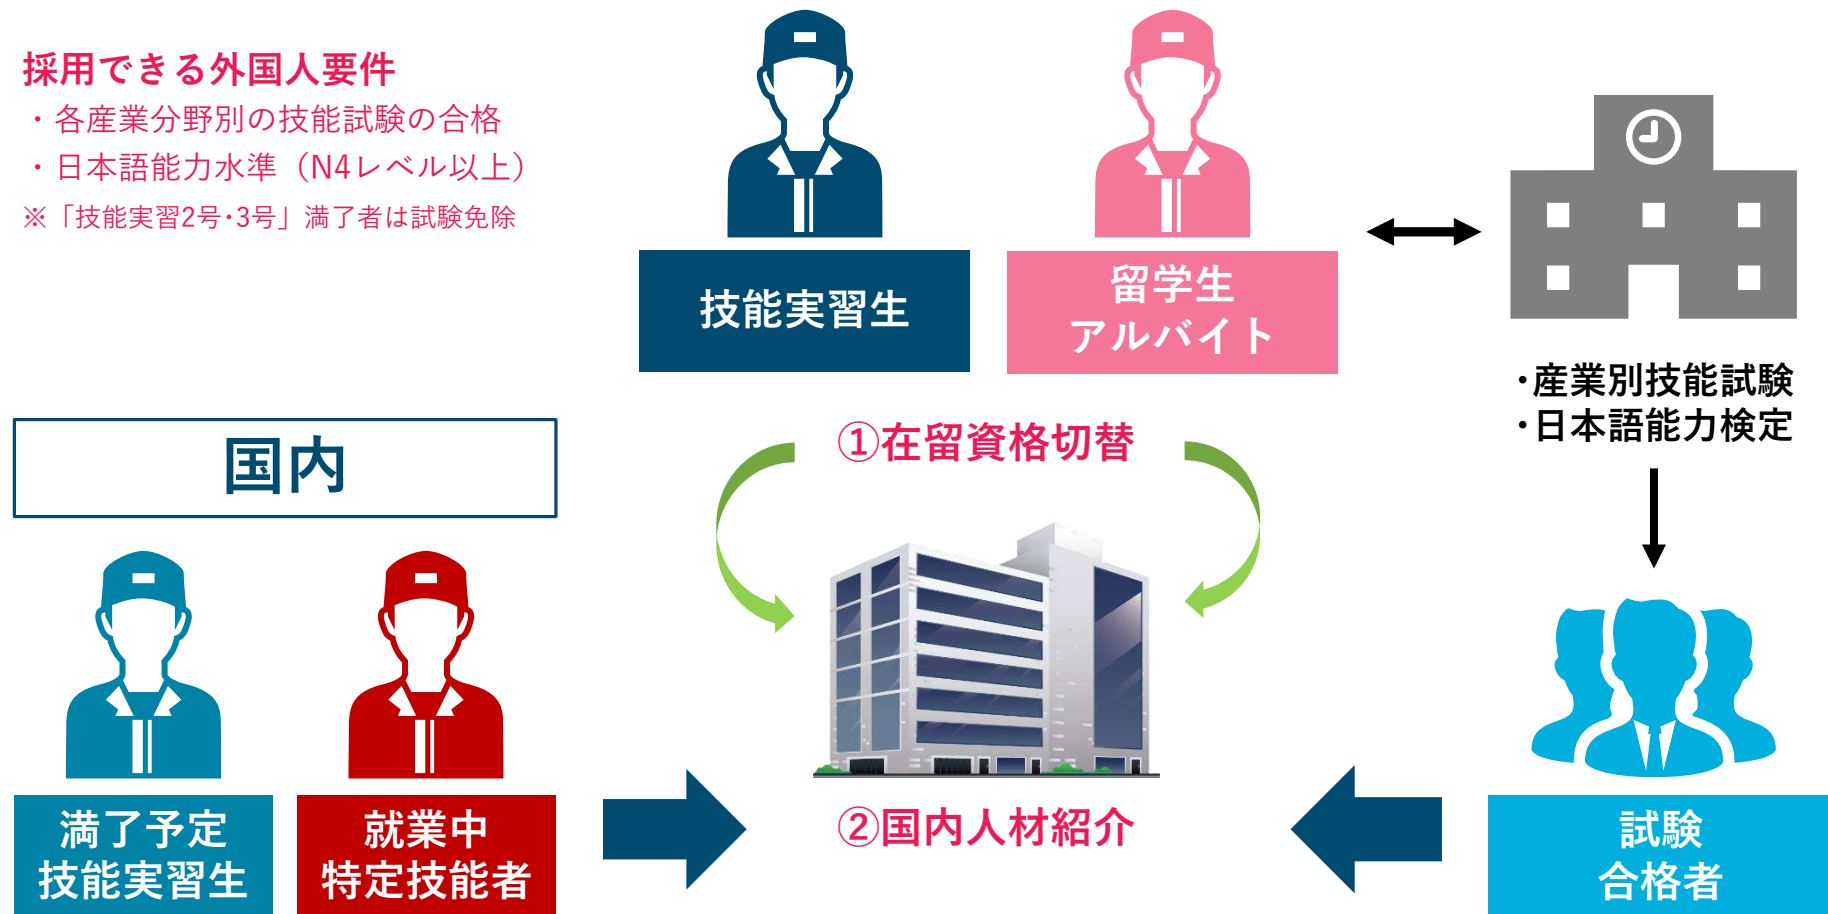 採用できる外国人要件
・各産業分野別の技能試験の合格
・日本語能力水準（N4レベル以上）
※「技能実習2号・3号」満了者は試験免除
技能実習生
留学生
アルバイト
・産業別技能試験
・日本語能力検定
①在留資格切替
国内
満了予定
技能実習生
就業中
特定技能者
②国内人材紹介
試験
合格者